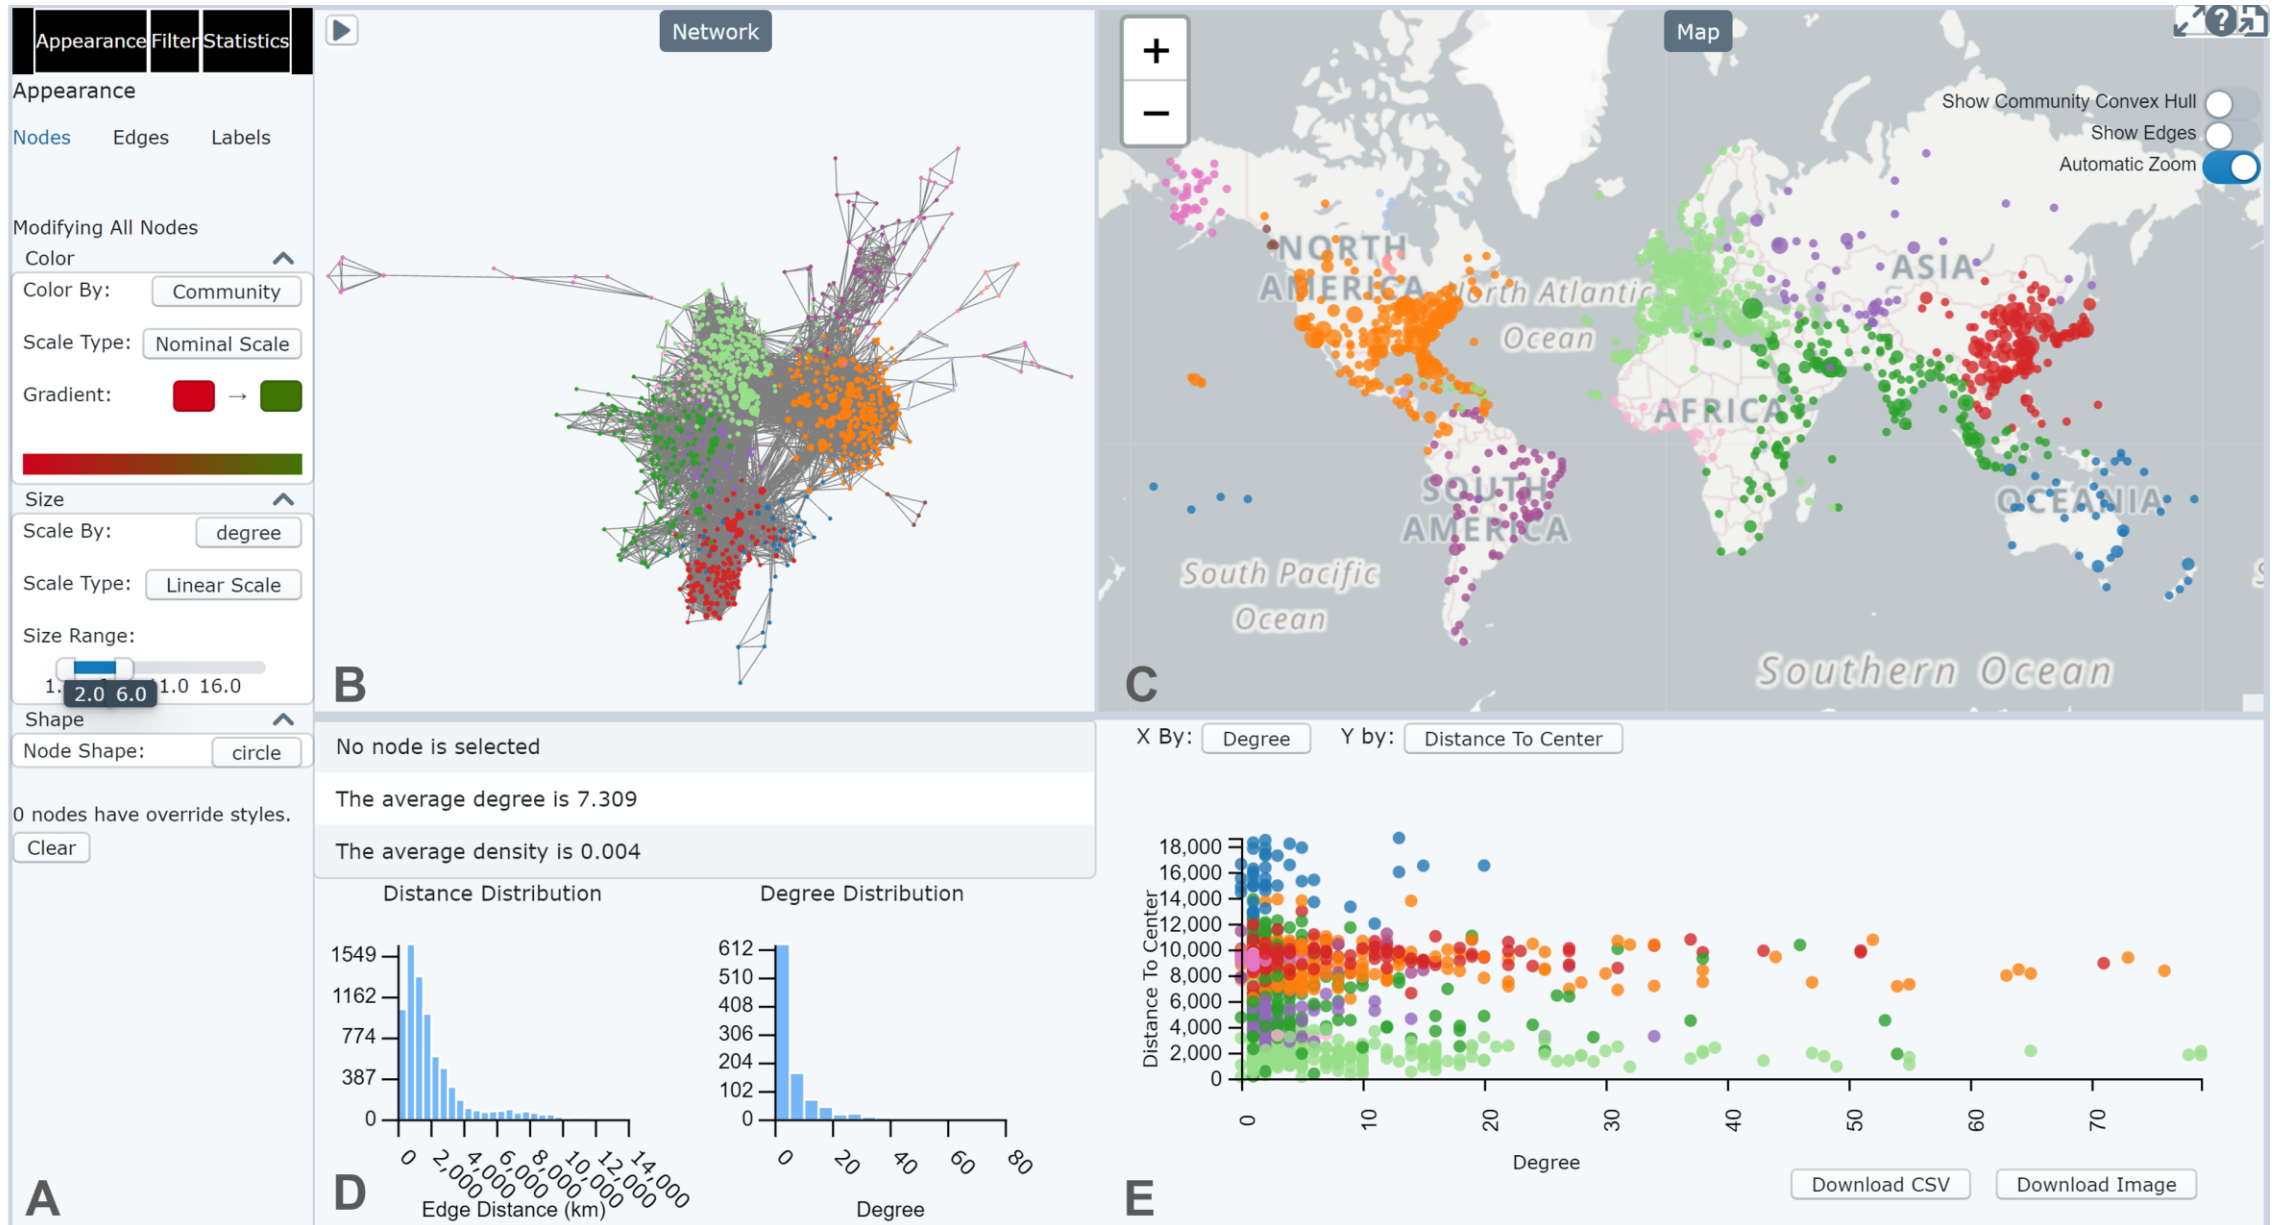 Appearance Filter Statistics
Appearance
Nodes Edges Labels
Modifying All Nodes
Color
Color By: Community
Scale Type: Nominal Scale
Gradient: →
Size
Scale By: degree
Scale Type: Linear Scale
Size Range:
11.0 16.0
2.0 6.0
Shape
Node Shape: circle
0 nodes have override styles.
Clear
A
Network
B
Map
+
−
?
Show Community Convex Hull
Show Edges
Automatic Zoom
NORTH
AMERICA
North Atlantic
Ocean
ASIA
AFRICA
SOUTH
AMERICA
OCEANIA
South Pacific
Ocean
Southern Ocean
C
No node is selected
The average degree is 7.309
The average density is 0.004
Distance Distribution
1549
1162
774
387
0
0 2,000 4,000 6,000 8,000 10,000 12,000 14,000
Edge Distance (km)
Degree Distribution
612
510
408
306
204
102
0
0 20 40 60 80
Degree
D
X By: Degree Y by: Distance To Center
Distance To Center
18,000
16,000
14,000
12,000
10,000
8,000
6,000
4,000
2,000
0
0 10 20 30 40 50 60 70
Degree
Download CSV Download Image
E